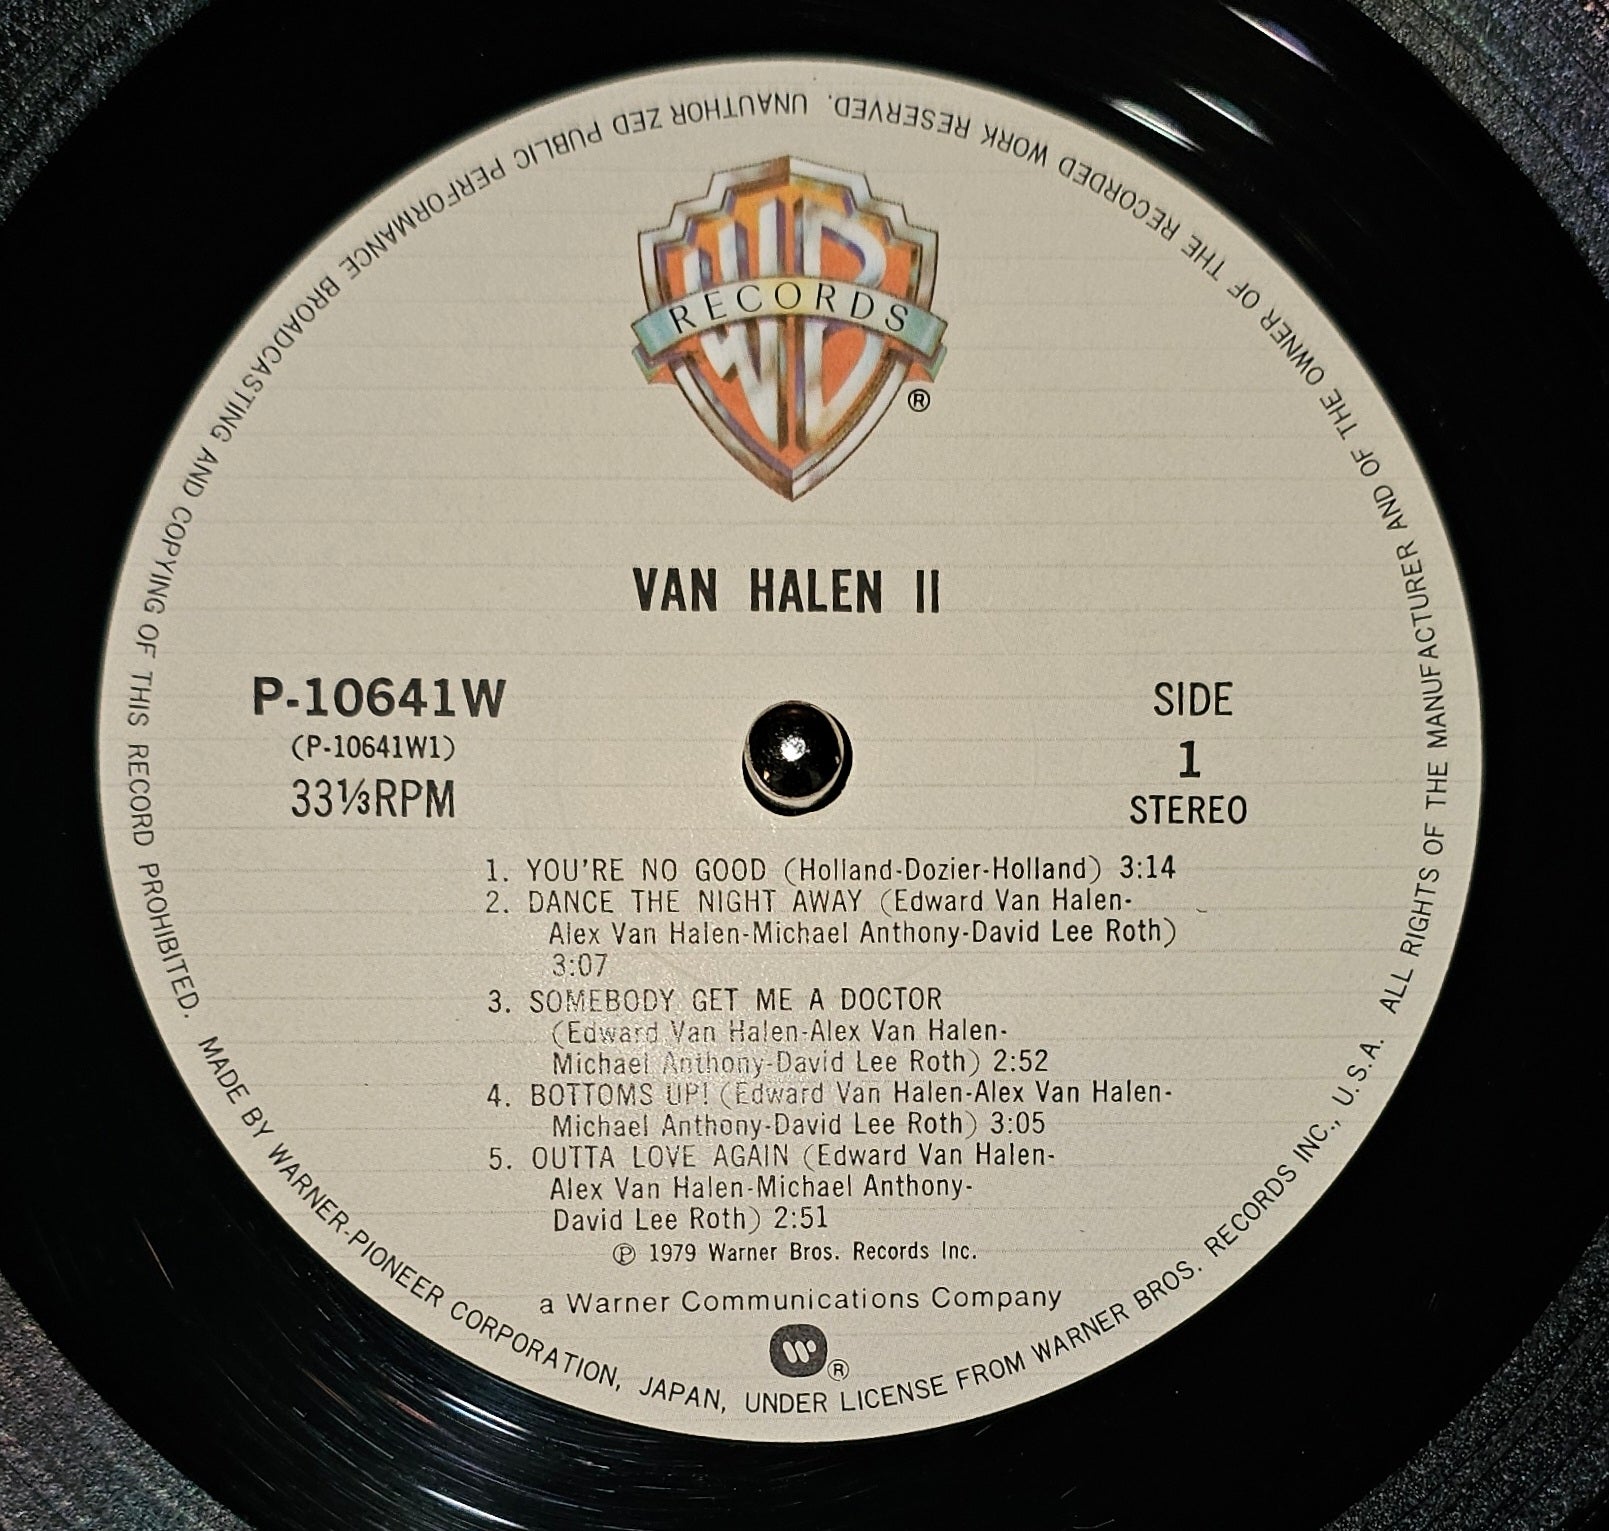 WB
RECORDS
®
VAN HALEN II
P-10641W
(P-10641W1)
33⅓RPM
SIDE
1
STEREO
1. YOU'RE NO GOOD (Holland-Dozier-Holland) 3:14
2. DANCE THE NIGHT AWAY (Edward Van Halen-
Alex Van Halen-Michael Anthony-David Lee Roth)
3:07
3. SOMEBODY GET ME A DOCTOR
(Edward Van Halen-Alex Van Halen-
Michael Anthony-David Lee Roth) 2:52
4. BOTTOMS UP! (Edward Van Halen-Alex Van Halen-
Michael Anthony-David Lee Roth) 3:05
5. OUTTA LOVE AGAIN (Edward Van Halen-
Alex Van Halen-Michael Anthony-
David Lee Roth) 2:51
℗ 1979 Warner Bros. Records Inc.
a Warner Communications Company
®
MADE BY WARNER-PIONEER CORPORATION, JAPAN, UNDER LICENSE FROM WARNER BROS. RECORDS INC., U.S.A. ALL RIGHTS OF THE MANUFACTURER AND OF THE OWNER OF THE RECORDED WORK RESERVED. UNAUTHOR ZED PUBLIC PERFORMANCE BROADCASTING AND COPYING OF THIS RECORD PROHIBITED.